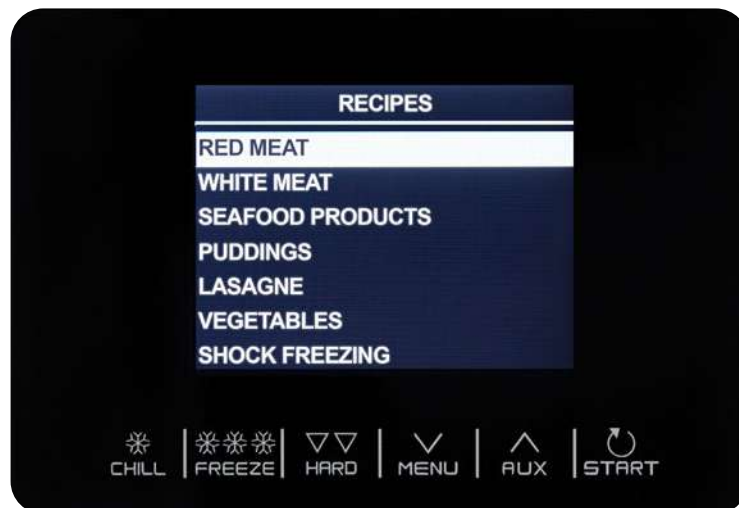 RECIPES
RED MEAT
WHITE MEAT
SEAFOOD PRODUCTS
PUDDINGS
LASAGNE
VEGETABLES
SHOCK FREEZING
CHILL FREEZE HARD MENU AUX START